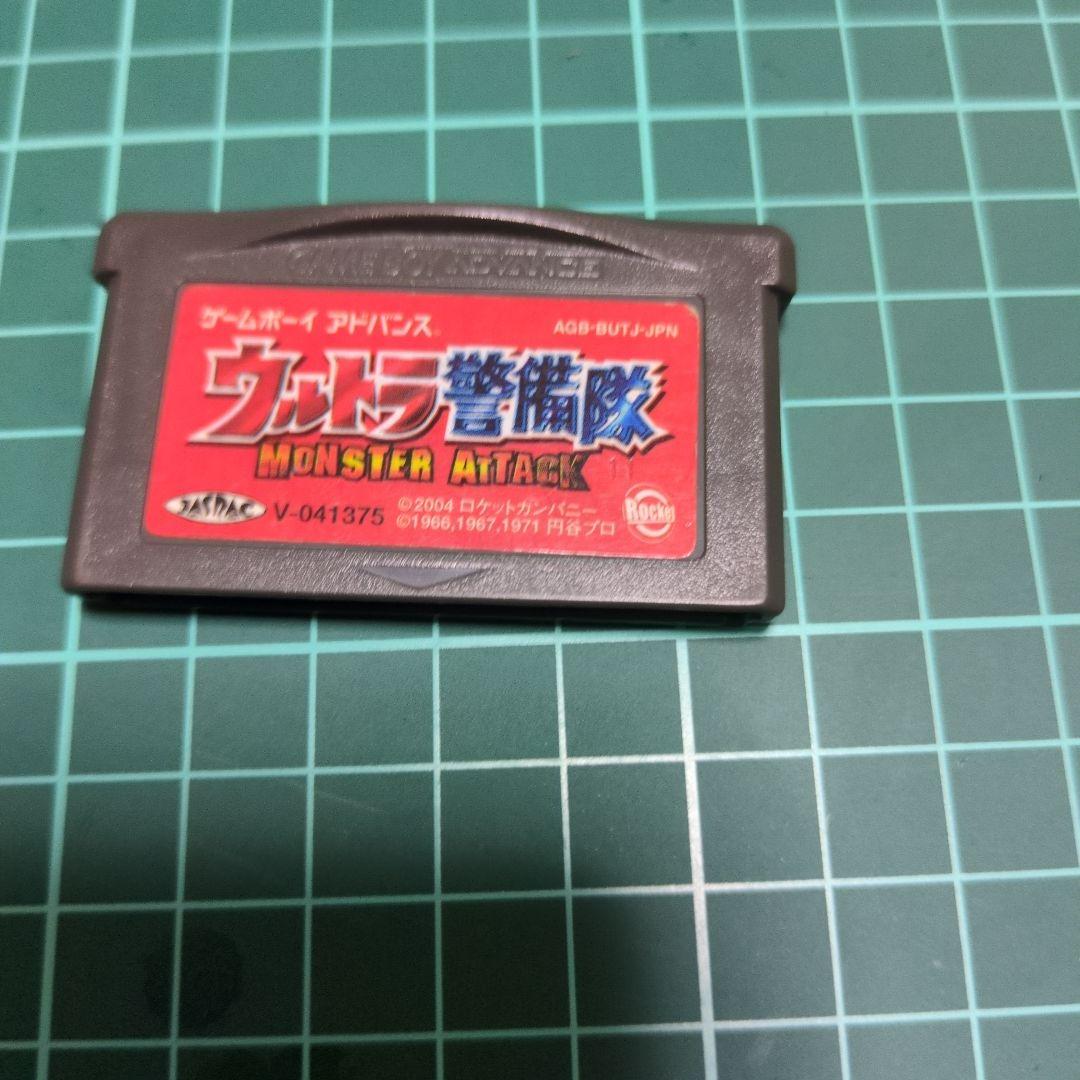 GAME BOY ADVANCE
ゲームボーイ アドバンス
AGB-BUTJ-JPN
ウルトラ警備隊
MONSTER ATTACK
JASRAC V-041375
©2004 ロケットカンパニー
©1966,1967,1971 円谷プロ
Rocket